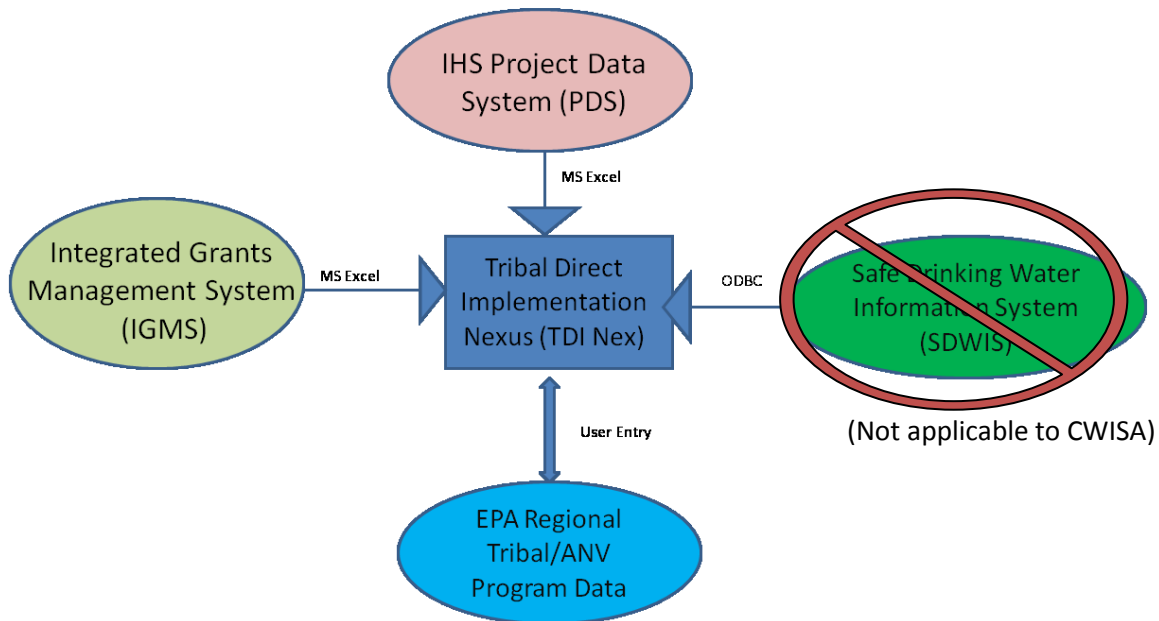 IHS Project Data
System (PDS)
MS Excel
Integrated Grants
Management System
(IGMS)
MS Excel
Tribal Direct
Implementation
Nexus (TDI Nex)
ODBC
Safe Drinking Water
Information System
(SDWIS)
(Not applicable to CWISA)
User Entry
EPA Regional
Tribal/ANV
Program Data